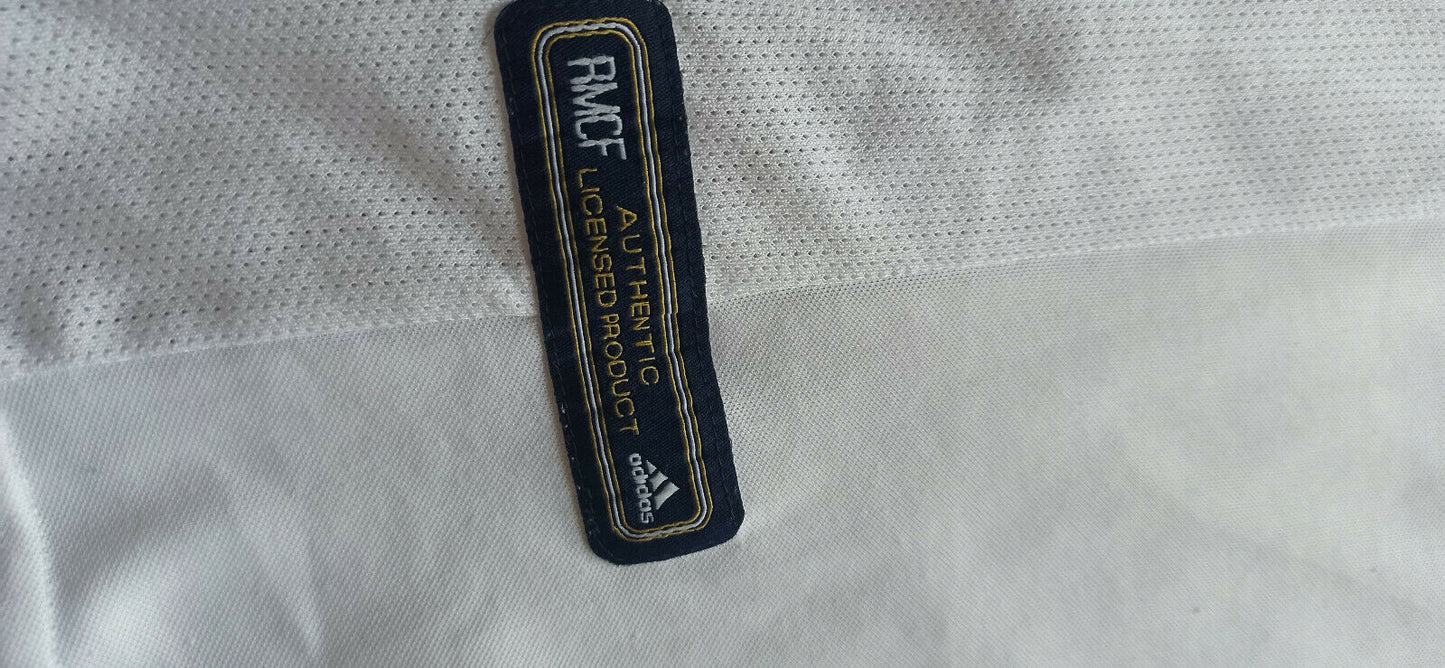 RMCF
AUTHENTIC
LICENSED PRODUCT
adidas